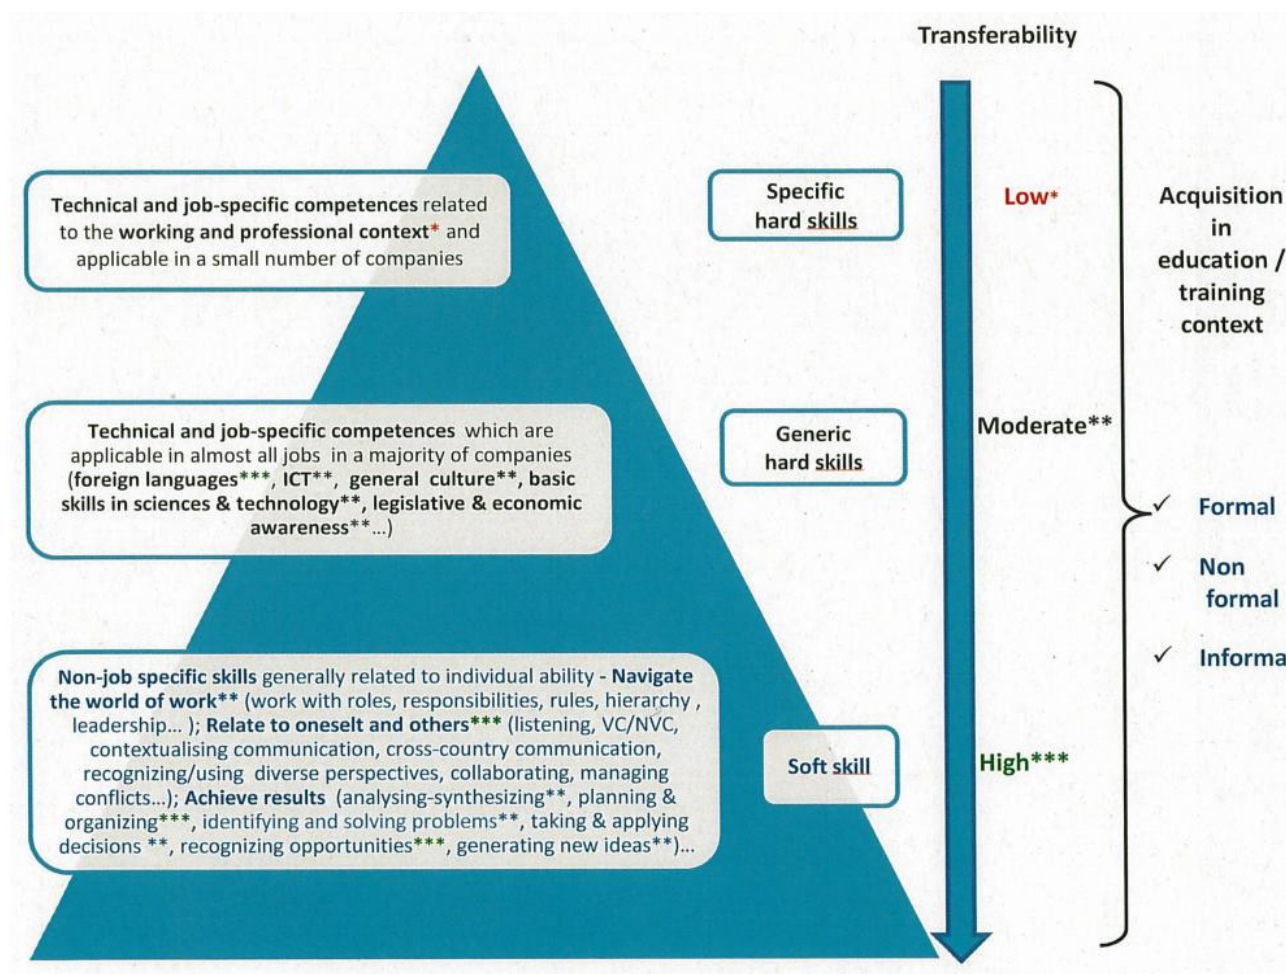 Transferability
Technical and job-specific competences related
to the working and professional context* and
applicable in a small number of companies
Specific
hard skills
Low*
Acquisition
in
education /
training
context
Technical and job-specific competences which are
applicable in almost all jobs in a majority of companies
(foreign languages***, ICT**, general culture**, basic
skills in sciences & technology**, legislative & economic
awareness**...)
Generic
hard skills
Moderate**
✓ Formal
✓ Non
formal
✓ Informa
Non-job specific skills generally related to individual ability - Navigate
the world of work** (work with roles, responsibilities, rules, hierarchy ,
leadership... ); Relate to oneselt and others*** (listening, VC/NVC,
contextualising communication, cross-country communication,
recognizing/using diverse perspectives, collaborating, managing
conflicts...); Achieve results (analysing-synthesizing**, planning &
organizing***, identifying and solving problems**, taking & applying
decisions **, recognizing opportunities***, generating new ideas**)...
Soft skill
High***